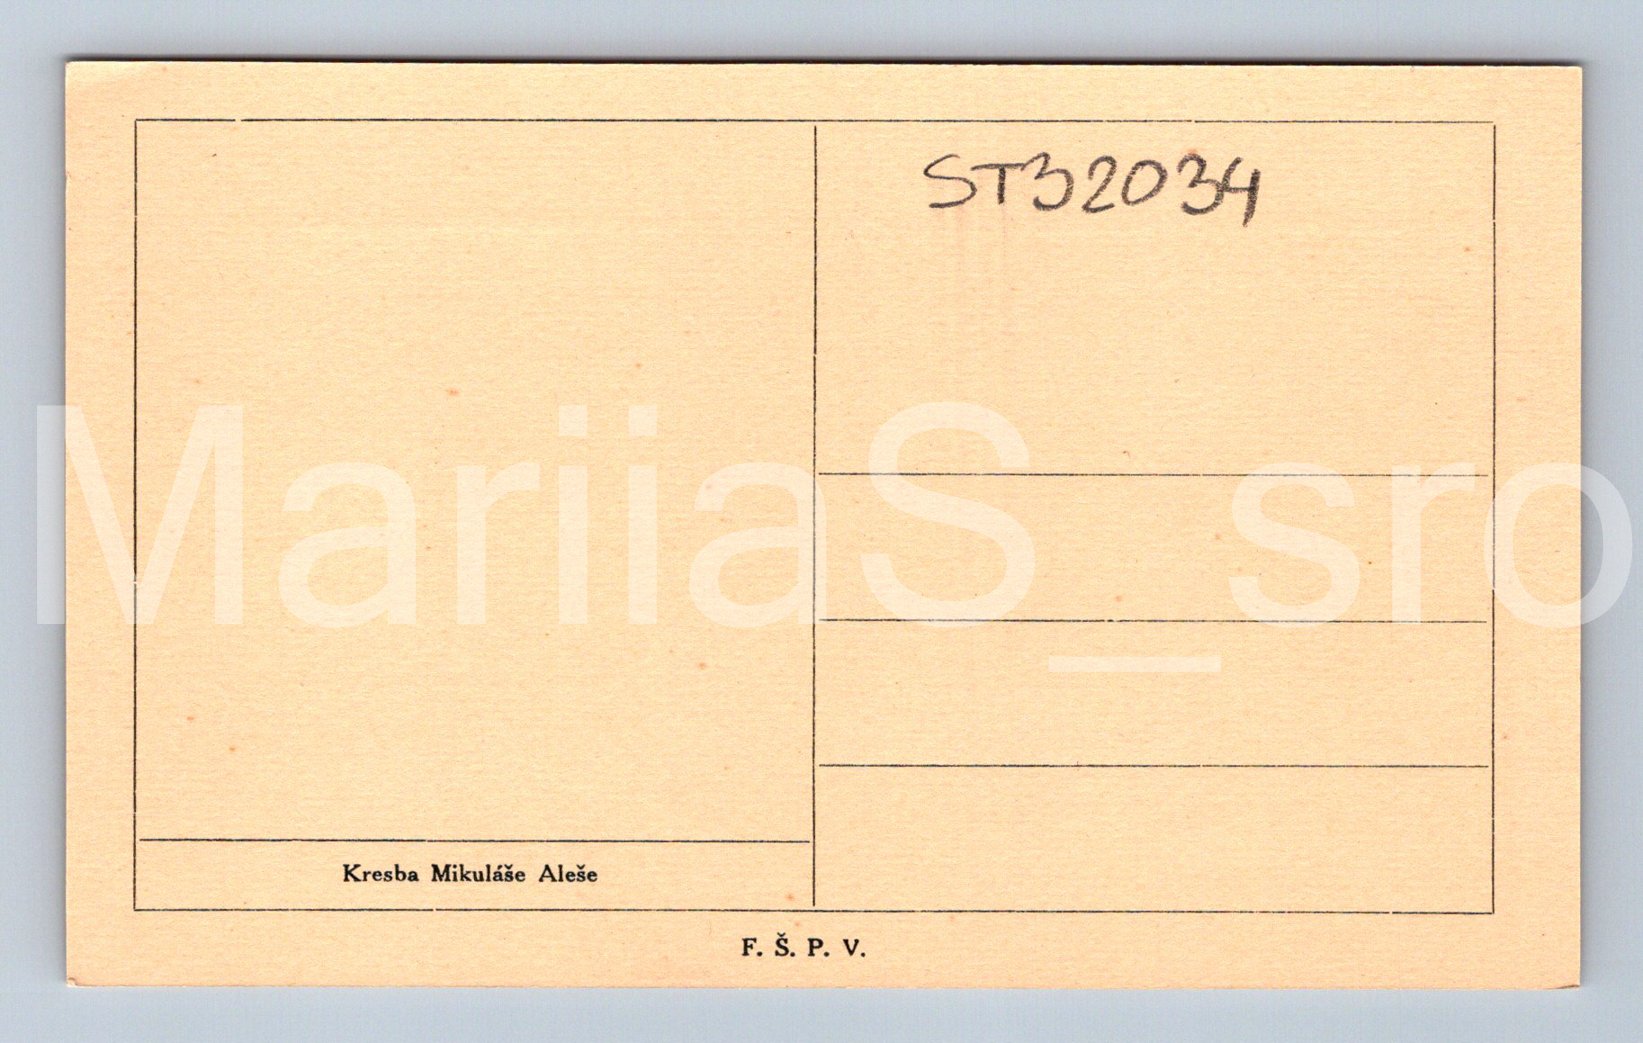 ST32034
MariiaS_sro
Kresba Mikuláše Aleše
F. Š. P. V.